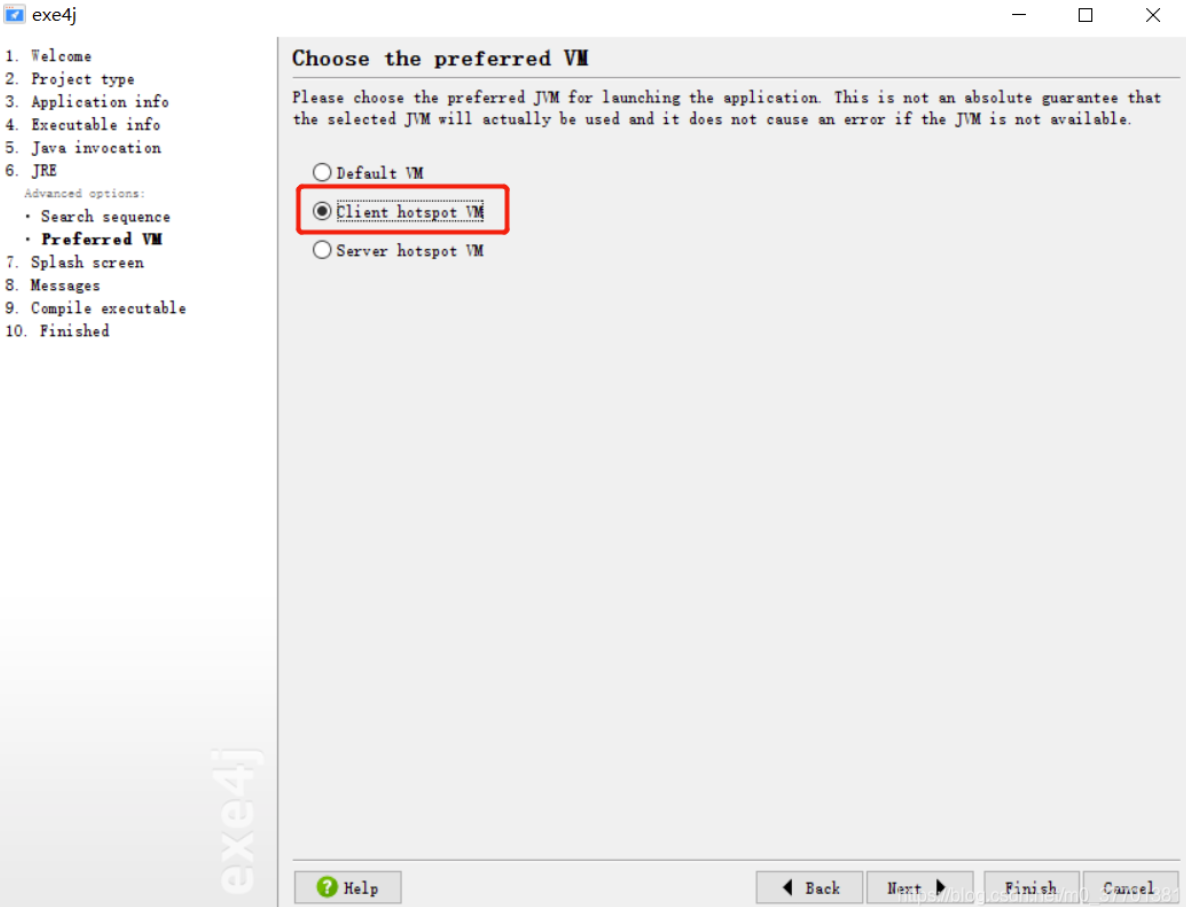 exe4j
1. Welcome
2. Project type
3. Application info
4. Executable info
5. Java invocation
6. JRE
Advanced options:
· Search sequence
· Preferred VM
7. Splash screen
8. Messages
9. Compile executable
10. Finished
exe4j
Choose the preferred VM
Please choose the preferred JVM for launching the application. This is not an absolute guarantee that
the selected JVM will actually be used and it does not cause an error if the JVM is not available.
Default VM
Client hotspot VM
Server hotspot VM
Help
Back
Next
Finish
Cancel
https://blog.csdn.net/m0_37701381